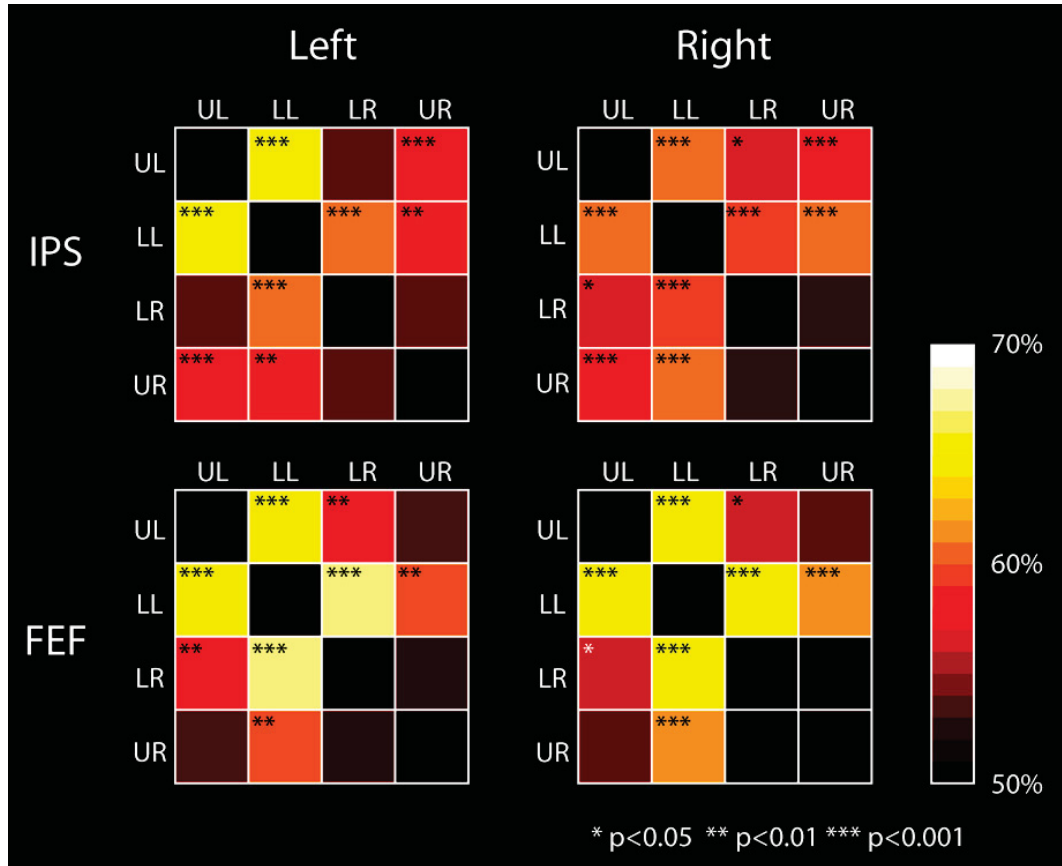 Left Right
UL LL LR UR UL LL LR UR
UL *** *** UL *** * ***
IPS
LL *** *** ** LL *** *** ***
LR *** LR * ***
70%
UR *** ** UR *** ***
UL LL LR UR UL LL LR UR
UL *** ** UL *** *
60%
LL *** *** ** LL *** *** ***
FEF
LR ** *** LR * ***
UR ** UR ***
50%
* p<0.05 ** p<0.01 *** p<0.001